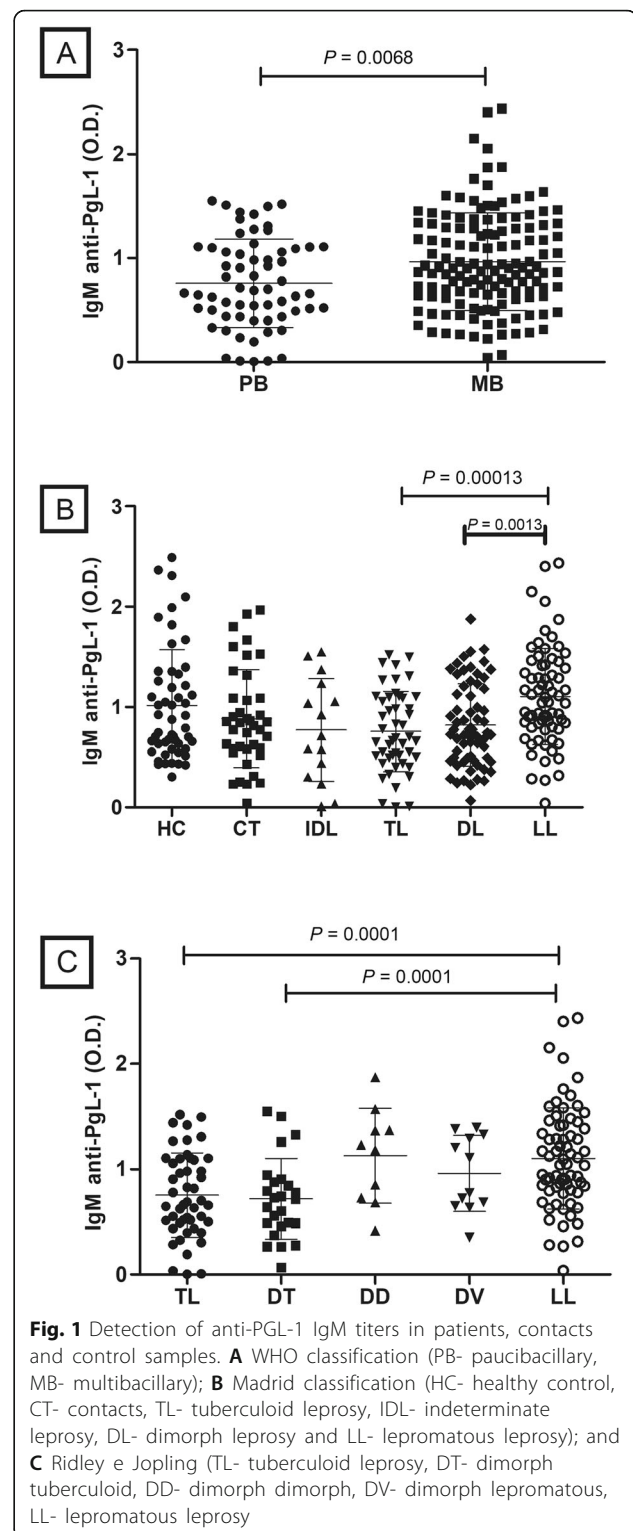 A
3
P = 0.0068
2
1
0
IgM anti-PgL-1 (O.D.)
PB
MB
B
3
P = 0.00013
P = 0.0013
2
1
0
IgM anti-PgL-1 (O.D.)
HC
CT
IDL
TL
DL
LL
C
3
P = 0.0001
P = 0.0001
2
1
0
IgM anti-PgL-1 (O.D.)
TL
DT
DD
DV
LL
Fig. 1 Detection of anti-PGL-1 IgM titers in patients, contacts
and control samples. A WHO classification (PB- paucibacillary,
MB- multibacillary); B Madrid classification (HC- healthy control,
CT- contacts, TL- tuberculoid leprosy, IDL- indeterminate
leprosy, DL- dimorph leprosy and LL- lepromatous leprosy); and
C Ridley e Jopling (TL- tuberculoid leprosy, DT- dimorph
tuberculoid, DD- dimorph dimorph, DV- dimorph lepromatous,
LL- lepromatous leprosy